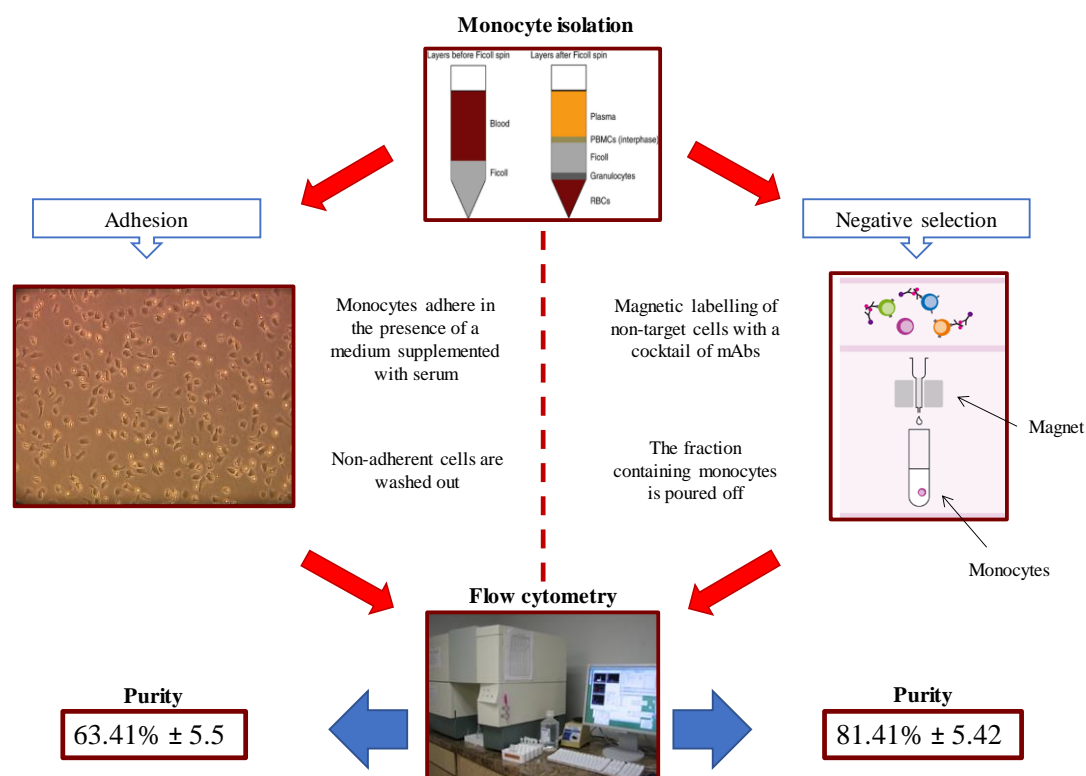 Monocyte isolation
Layers before Ficoll spin
Layers after Ficoll spin
Blood
Ficoll
Plasma
PBMCs (interphase)
Ficoll
Granulocytes
RBCs
Adhesion
Negative selection
Monocytes adhere in
the presence of a
medium supplemented
with serum
Non-adherent cells are
washed out
Magnetic labelling of
non-target cells with a
cocktail of mAbs
The fraction
containing monocytes
is poured off
Magnet
Monocytes
Flow cytometry
Purity
63.41% ± 5.5
Purity
81.41% ± 5.42